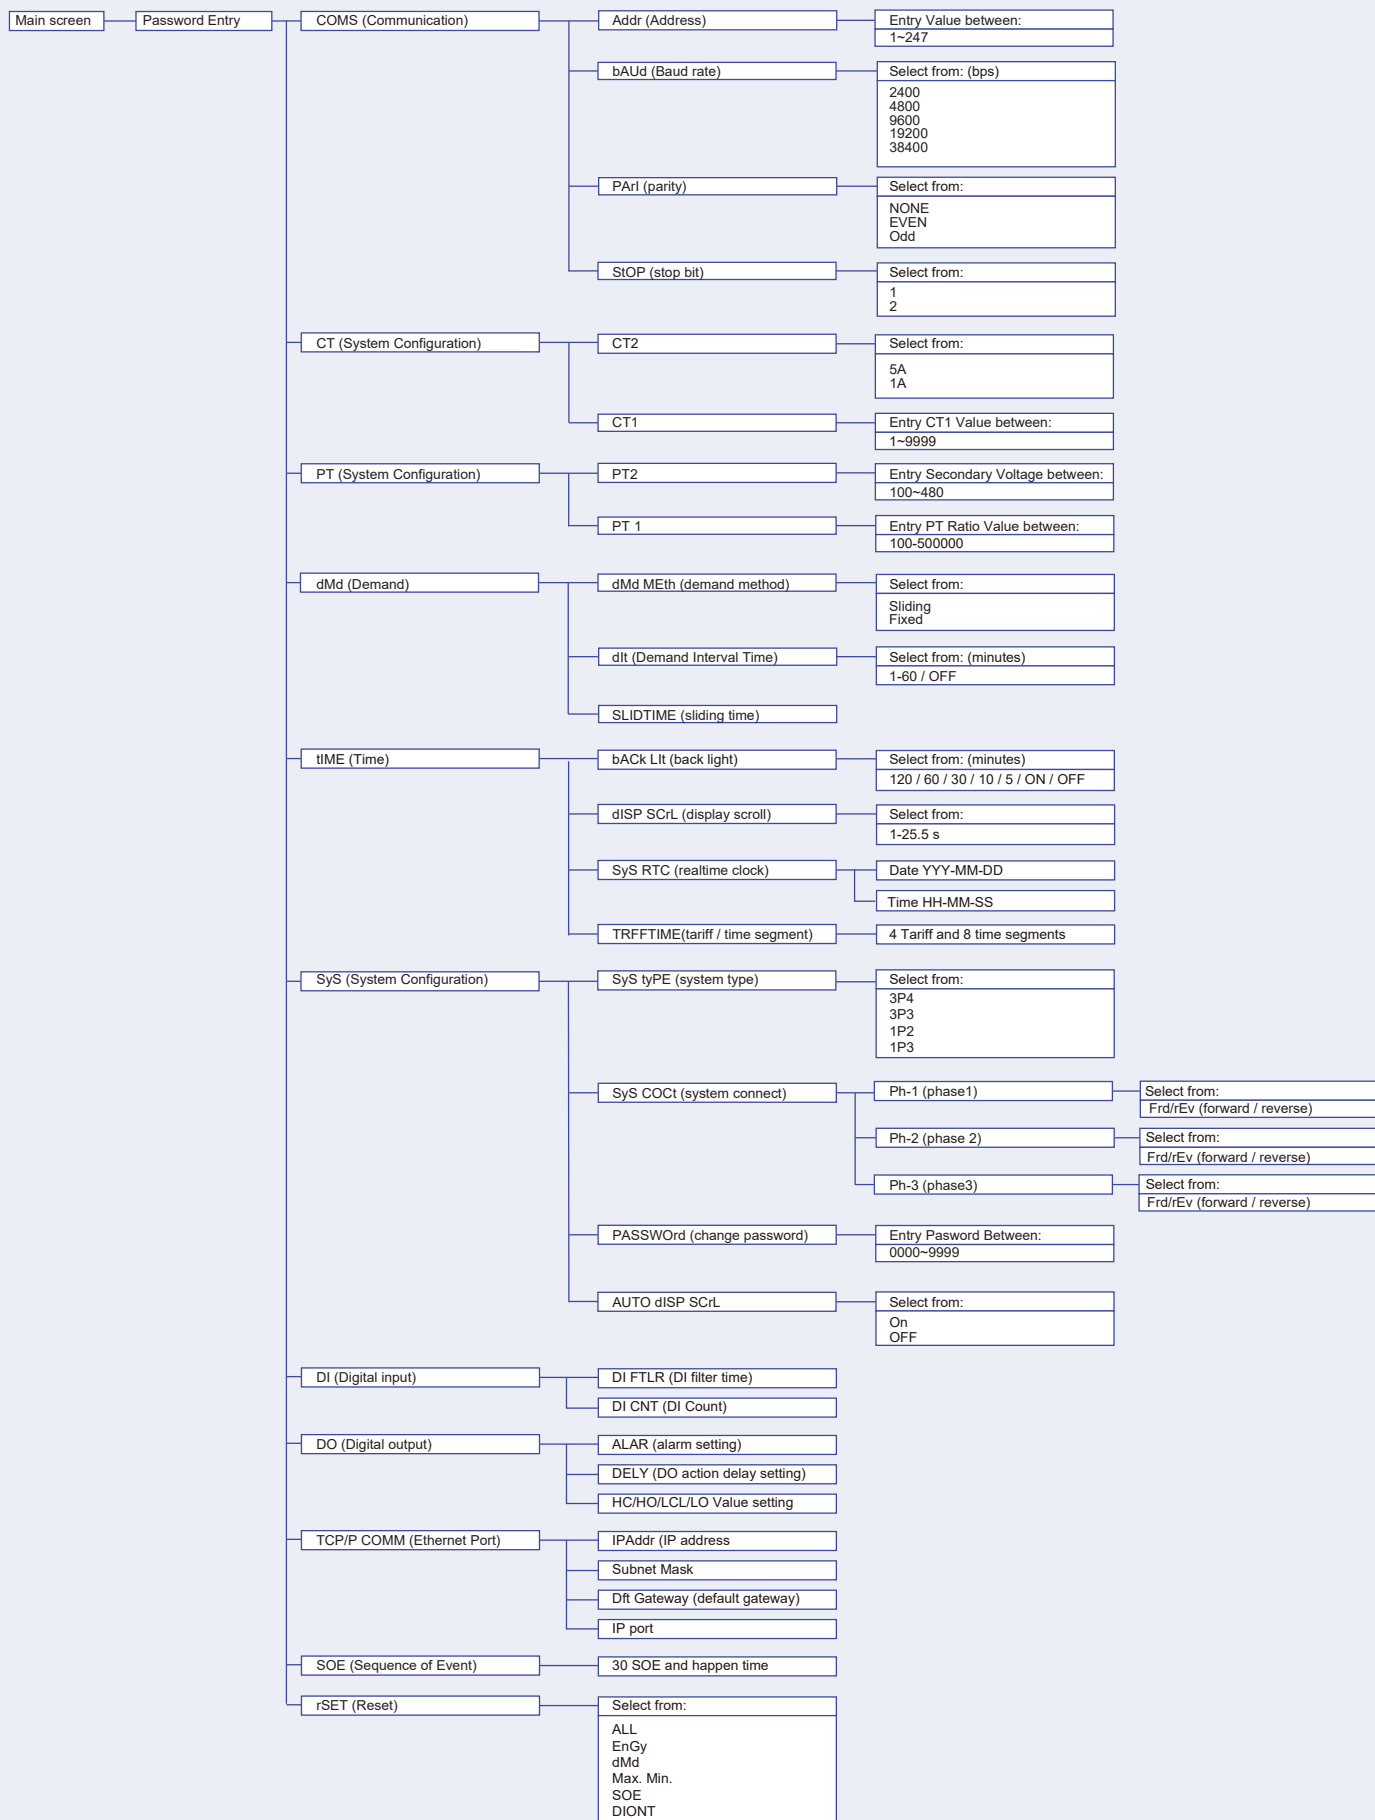 Main screen
Password Entry
COMS (Communication)
Addr (Address)
Entry Value between:
1~247
bAUd (Baud rate)
Select from: (bps)
2400
4800
9600
19200
38400
PArI (parity)
Select from:
NONE
EVEN
Odd
StOP (stop bit)
Select from:
1
2
CT (System Configuration)
CT2
Select from:
5A
1A
CT1
Entry CT1 Value between:
1~9999
PT (System Configuration)
PT2
Entry Secondary Voltage between:
100~480
PT 1
Entry PT Ratio Value between:
100-500000
dMd (Demand)
dMd MEth (demand method)
Select from:
Sliding
Fixed
dIt (Demand Interval Time)
Select from: (minutes)
1-60 / OFF
SLIDTIME (sliding time)
tIME (Time)
bACk LIt (back light)
Select from: (minutes)
120 / 60 / 30 / 10 / 5 / ON / OFF
dISP SCrL (display scroll)
Select from:
1-25.5 s
SyS RTC (realtime clock)
Date YYY-MM-DD
Time HH-MM-SS
TRFFTIME(tariff / time segment)
4 Tariff and 8 time segments
SyS (System Configuration)
SyS tyPE (system type)
Select from:
3P4
3P3
1P2
1P3
SyS COCt (system connect)
Ph-1 (phase1)
Select from:
Frd/rEv (forward / reverse)
Ph-2 (phase 2)
Select from:
Frd/rEv (forward / reverse)
Ph-3 (phase3)
Select from:
Frd/rEv (forward / reverse)
PASSWOrd (change password)
Entry Pasword Between:
0000~9999
AUTO dISP SCrL
Select from:
On
OFF
DI (Digital input)
DI FTLR (DI filter time)
DI CNT (DI Count)
DO (Digital output)
ALAR (alarm setting)
DELY (DO action delay setting)
HC/HO/LCL/LO Value setting
TCP/P COMM (Ethernet Port)
IPAddr (IP address
Subnet Mask
Dft Gateway (default gateway)
IP port
SOE (Sequence of Event)
30 SOE and happen time
rSET (Reset)
Select from:
ALL
EnGy
dMd
Max. Min.
SOE
DIONT